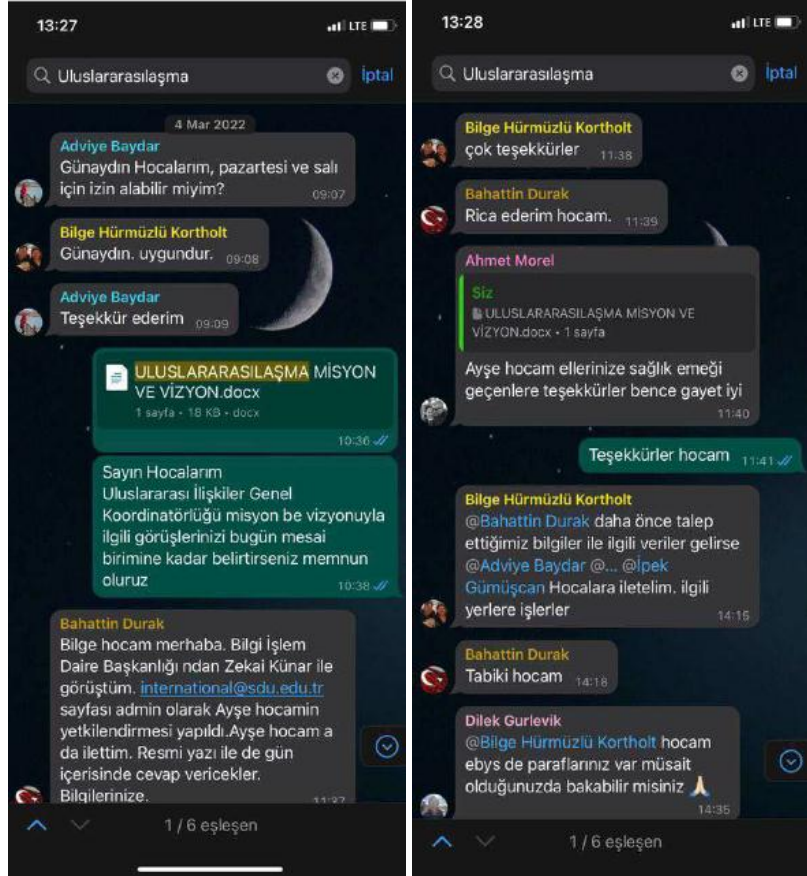 13:27
LTE
Uluslararasılaşma
İptal
4 Mar 2022
Adviye Baydar
Günaydın Hocalarım, pazartesi ve salı
için izin alabilir miyim?
09:07
Bilge Hürmüzlü Kortholt
Günaydın. uygundur. 09:08
Adviye Baydar
Teşekkür ederim 09:09
ULUSLARARASILAŞMA MİSYON
VE VİZYON.docx
1 sayfa • 18 KB • docx
10:36
Sayın Hocalarım
Uluslararası İlişkiler Genel
Koordinatörlüğü misyon be vizyonuyla
ilgili görüşlerinizi bugün mesai
birimine kadar belirtirseniz memnun
oluruz
10:38
Bahattin Durak
Bilge hocam merhaba. Bilgi İşlem
Daire Başkanlığı ndan Zekai Künar ile
görüştüm. international@sdu.edu.tr
sayfası admin olarak Ayşe hocamin
yetkilendirmesi yapıldı.Ayşe hocam a
da ilettim. Resmi yazı ile de gün
içerisinde cevap vericekler.
Bilgilerinize.
11:37
1 / 6 eşleşen
13:28
LTE
Uluslararasılaşma
İptal
Bilge Hürmüzlü Kortholt
çok teşekkürler 11:38
Bahattin Durak
Rica ederim hocam. 11:39
Ahmet Morel
Siz
ULUSLARARASILAŞMA MİSYON VE
VİZYON.docx • 1 sayfa
Ayşe hocam ellerinize sağlık emeği
geçenlere teşekkürler bence gayet iyi
11:40
Teşekkürler hocam 11:41
Bilge Hürmüzlü Kortholt
@Bahattin Durak daha önce talep
ettiğimiz bilgiler ile ilgili veriler gelirse
@Adviye Baydar @... @İpek
Gümüşcan Hocalara iletelim. ilgili
yerlere işlerler
14:15
Bahattin Durak
Tabiki hocam 14:18
Dilek Gurlevik
@Bilge Hürmüzlü Kortholt hocam
ebys de paraflarınız var müsait
olduğunuzda bakabilir misiniz 🙏🏻
14:35
1 / 6 eşleşen